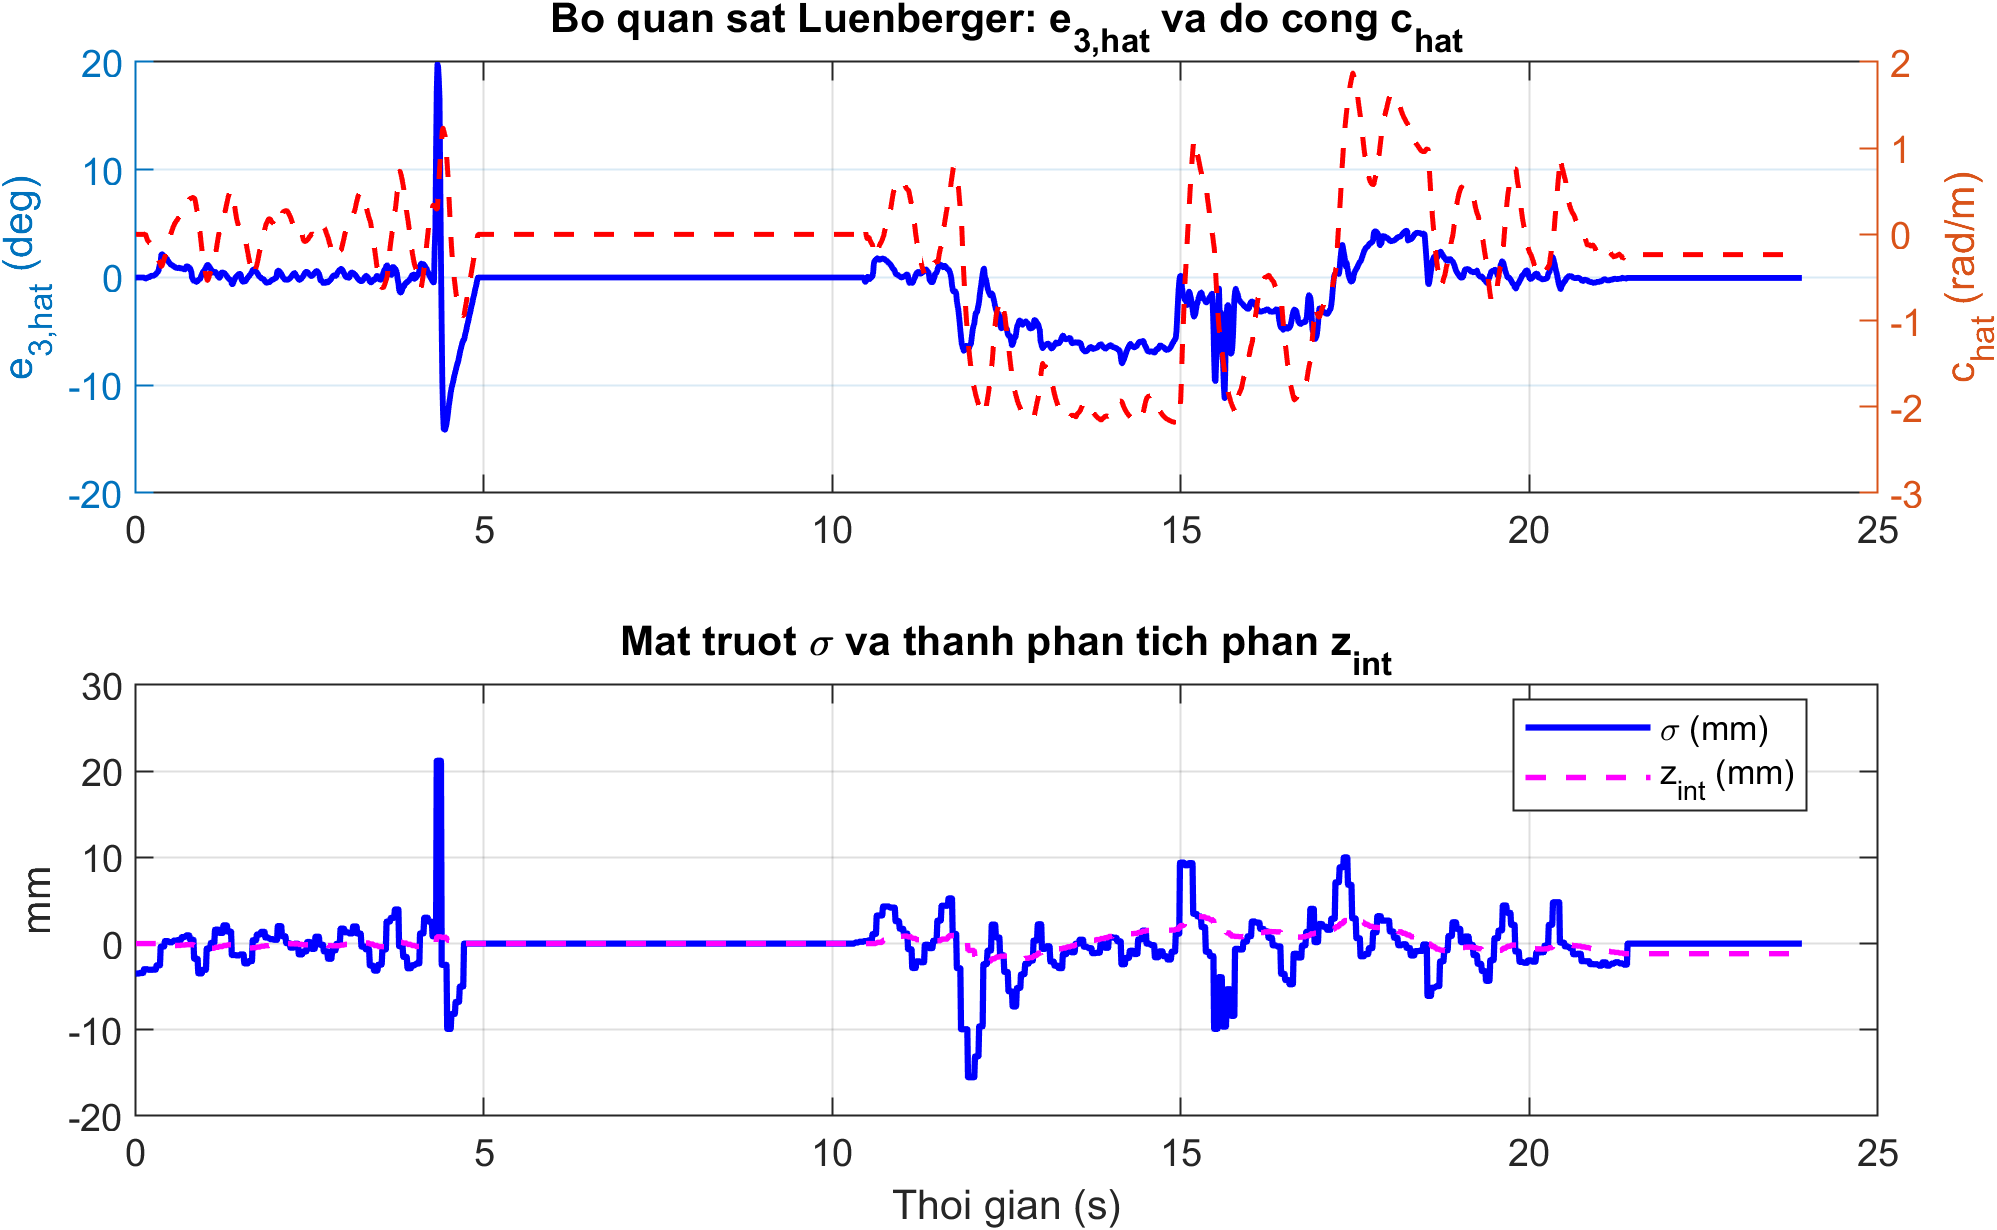 Bo quan sat Luenberger: e3,hat va do cong chat
20
10
0
-10
-20
e3,hat (deg)
2
1
0
-1
-2
-3
chat (rad/m)
0 5 10 15 20 25
Mat truot σ va thanh phan tich phan zint
30
20
10
0
-10
-20
mm
σ (mm)
zint (mm)
0 5 10 15 20 25
Thoi gian (s)